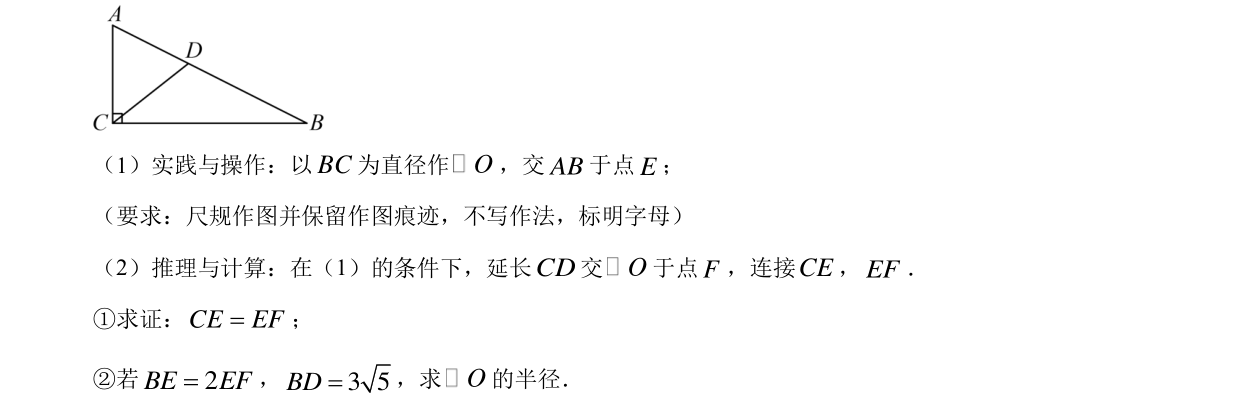 A
D
C
B
（1）实践与操作：以BC为直径作□ O，交AB于点E；
（要求：尺规作图并保留作图痕迹，不写作法，标明字母）
（2）推理与计算：在（1）的条件下，延长CD交□ O于点F，连接CE，EF．
①求证：CE = EF；
②若BE = 2EF，BD = 3√5，求□ O的半径．